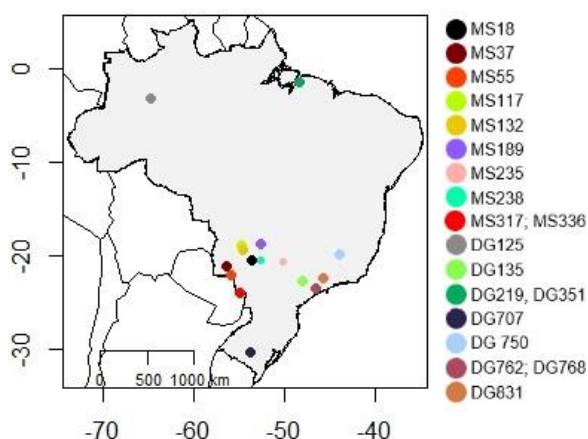 0
-10
-20
-30
0 500 1000 km
-70 -60 -50 -40
MS18
MS37
MS55
MS117
MS132
MS189
MS235
MS238
MS317; MS336
DG125
DG135
DG219, DG351
DG707
DG 750
DG762; DG768
DG831